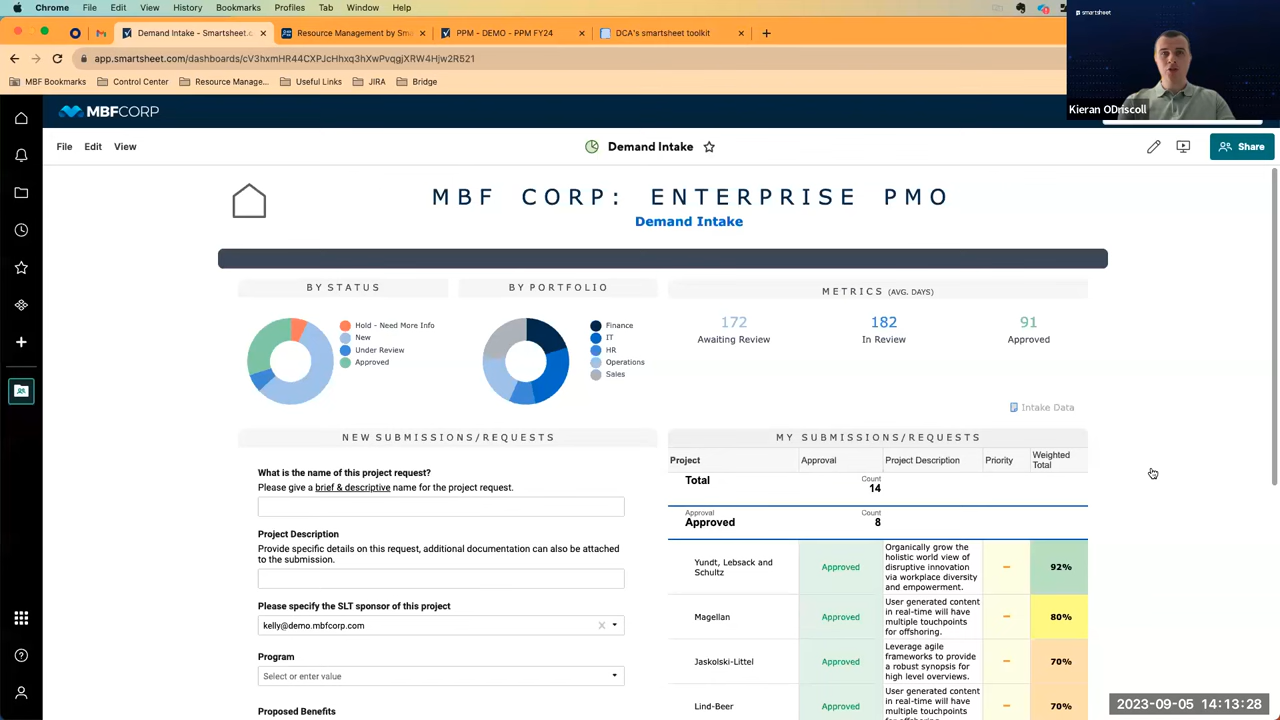 Chrome File Edit View History Bookmarks Profiles Tab Window Help
Demand Intake - Smartsheet.c
Resource Management by Sm
PPM - DEMO - PPM FY24
DCA's smartsheet toolkit
app.smartsheet.com/dashboards/cV3hxmHR44CXPJcHhxq3hXwPvqgjXRW4Hjw2R521
MBF Bookmarks Control Center Resource Manage... Useful Links JIRA Bridge
smartsheet
Kieran ODriscoll
MBFCORP
File Edit View
Demand Intake
Share
MBF CORP: ENTERPRISE PMO
Demand Intake
BY STATUS
Hold - Need More Info
New
Under Review
Approved
BY PORTFOLIO
Finance
IT
HR
Operations
Sales
METRICS (AVG. DAYS)
172 182 91
Awaiting Review In Review Approved
Intake Data
NEW SUBMISSIONS/REQUESTS
What is the name of this project request?
Please give a brief & descriptive name for the project request.
Project Description
Provide specific details on this request, additional documentation can also be attached
to the submission.
Please specify the SLT sponsor of this project
kelly@demo.mbfcorp.com
Program
Select or enter value
Proposed Benefits
MY SUBMISSIONS/REQUESTS
Project Approval Project Description Priority Weighted
Total
Total Count
14
Approval Count
Approved 8
Yundt, Lebsack and
Schultz
Approved
Organically grow the
holistic world view of
disruptive innovation
via workplace diversity
and empowerment.
92%
Magellan
Approved
User generated content
in real-time will have
multiple touchpoints
for offshoring.
80%
Jaskolski-Littel
Approved
Leverage agile
frameworks to provide
a robust synopsis for
high level overviews.
70%
Lind-Beer
Approved
User generated content
in real-time will have
multiple touchpoints
70%
2023-09-05 14:13:28